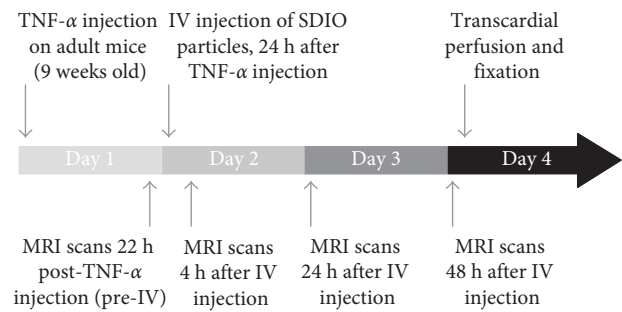 TNF-α injection
on adult mice
(9 weeks old)
IV injection of SDIO
particles, 24 h after
TNF-α injection
Transcardial
perfusion and
fixation
Day 1
Day 2
Day 3
Day 4
MRI scans 22 h
post-TNF-α
injection (pre-IV)
MRI scans
4 h after IV
injection
MRI scans
24 h after IV
injection
MRI scans
48 h after IV
injection